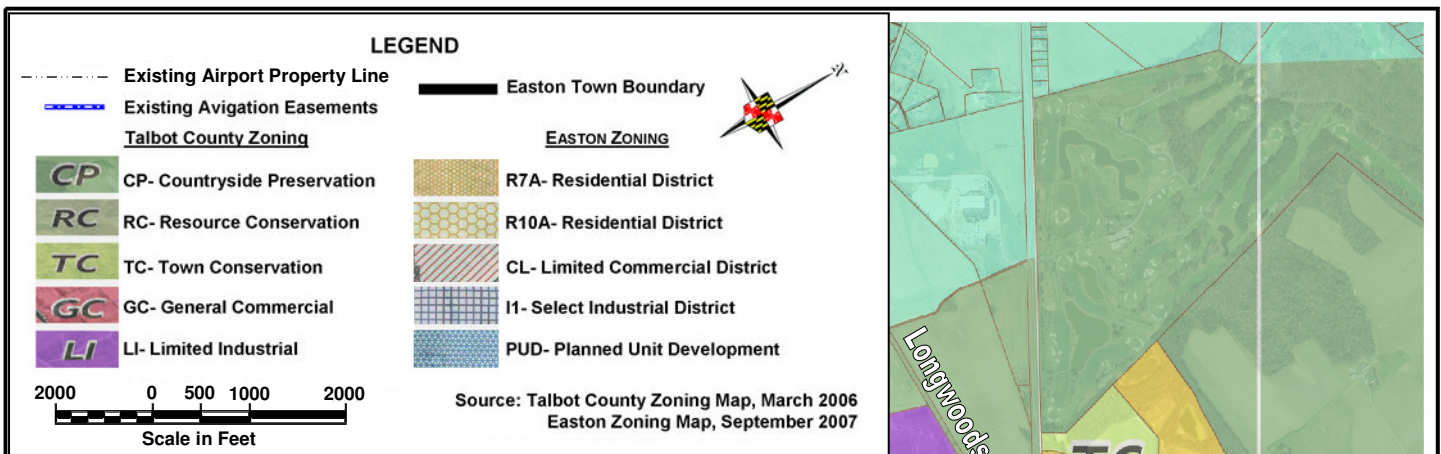 LEGEND
Existing Airport Property Line
Existing Avigation Easements
Easton Town Boundary
Talbot County Zoning
CP CP- Countryside Preservation
RC RC- Resource Conservation
TC TC- Town Conservation
GC GC- General Commercial
LI LI- Limited Industrial
EASTON ZONING
R7A- Residential District
R10A- Residential District
CL- Limited Commercial District
I1- Select Industrial District
PUD- Planned Unit Development
2000 0 500 1000 2000
Scale in Feet
Source: Talbot County Zoning Map, March 2006
Easton Zoning Map, September 2007
Longwoods
TC